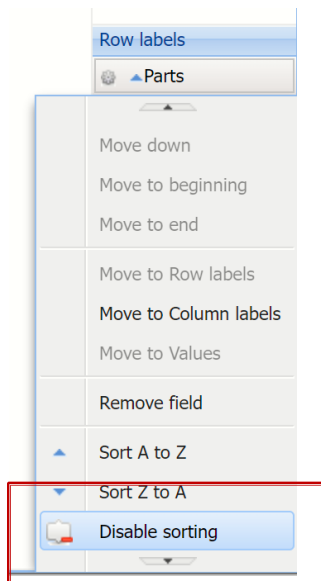 Row labels
Parts
Move down
Move to beginning
Move to end
Move to Row labels
Move to Column labels
Move to Values
Remove field
Sort A to Z
Sort Z to A
Disable sorting